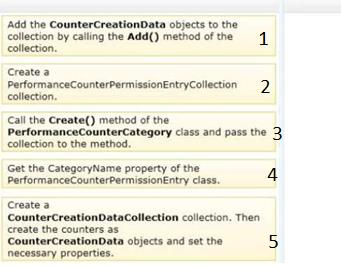 Add the CounterCreationData objects to the
collection by calling the Add() method of the
collection.
1
Create a
PerformanceCounterPermissionEntryCollection
collection.
2
Call the Create() method of the
PerformanceCounterCategory class and pass the
collection to the method.
3
Get the CategoryName property of the
PerformanceCounterPermissionEntry class.
4
Create a
CounterCreationDataCollection collection. Then
create the counters as
CounterCreationData objects and set the
necessary properties.
5